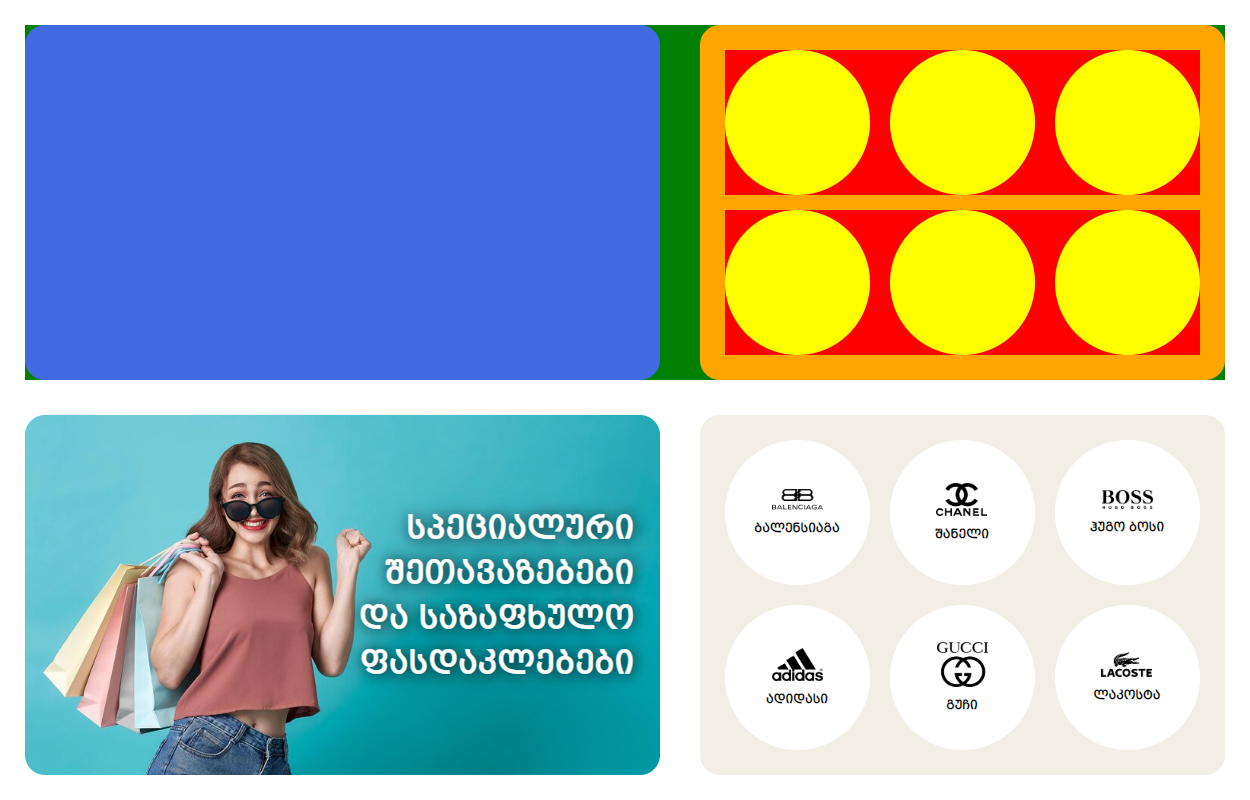 სპეციალური
შეთავაზებები
და საზაფხულო
ფასდაკლებები
BALENCIAGA
ბალენსიაგა
CHANEL
შანელი
BOSS
HUGO BOSS
ჰუგო ბოსი
adidas
ადიდასი
GUCCI
გუჩი
LACOSTE
ლაკოსტა